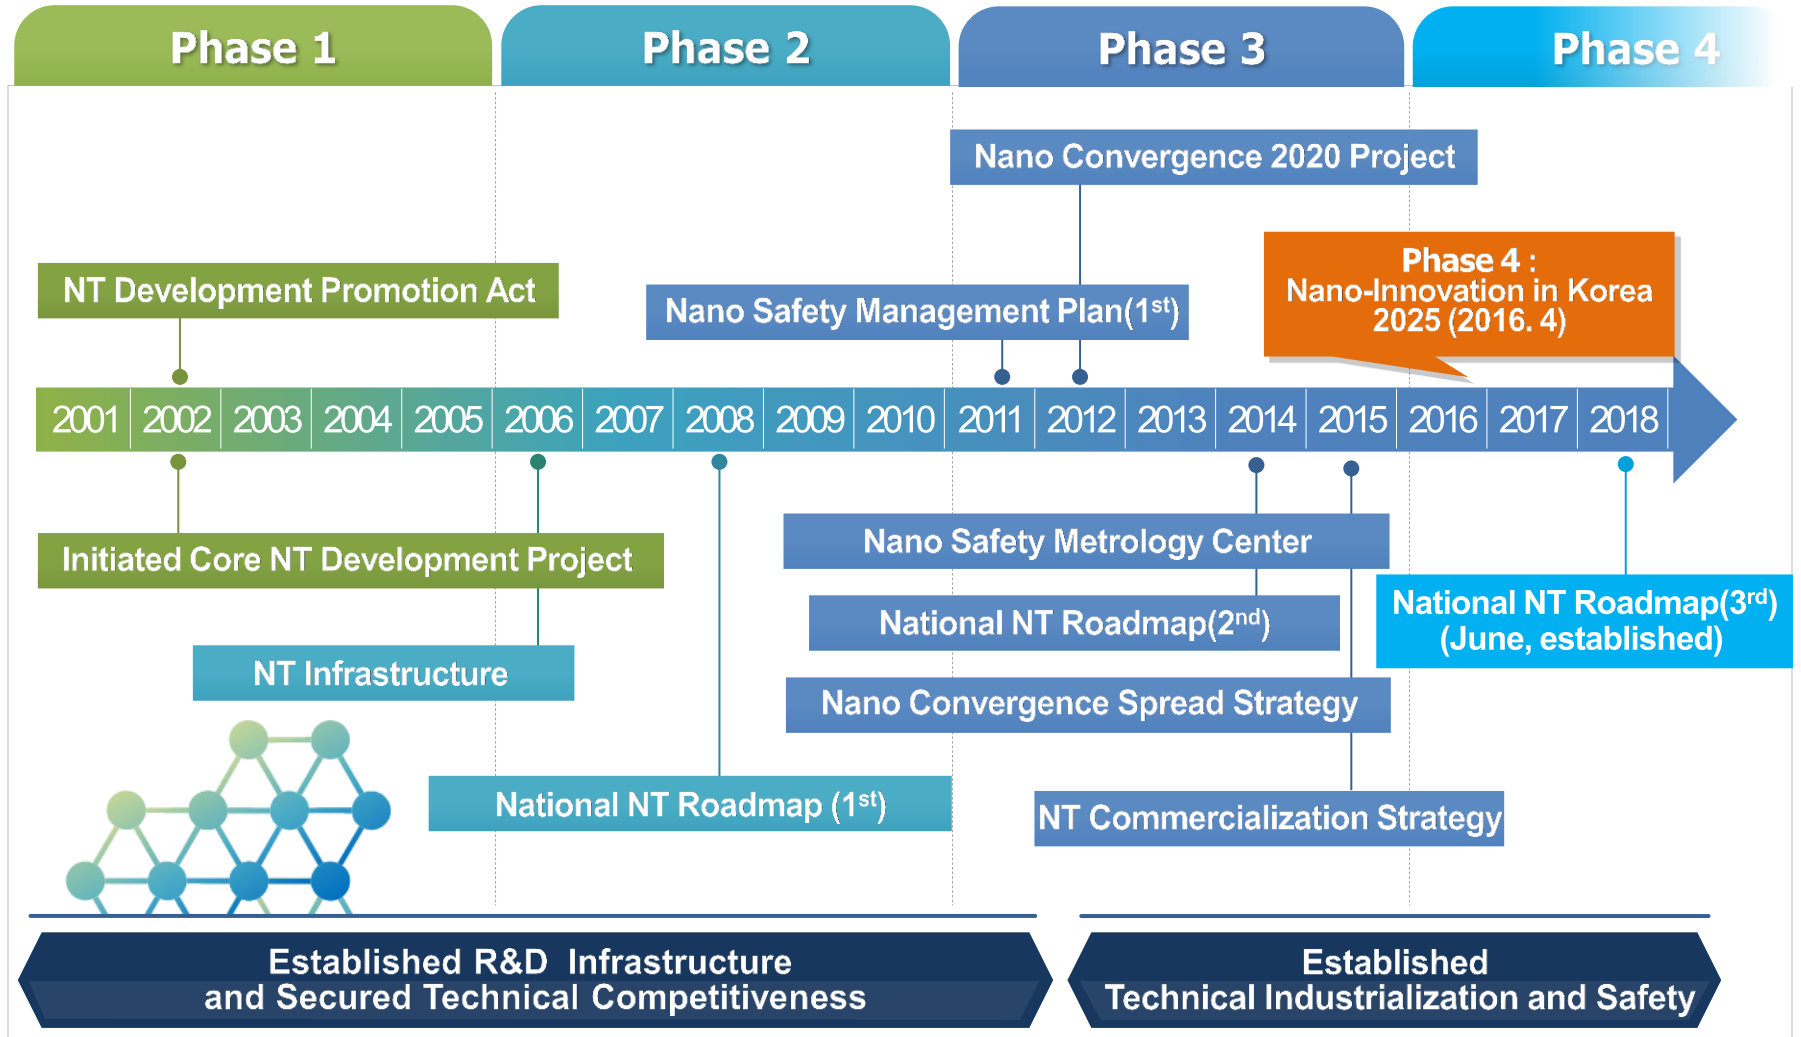 Phase 1
Phase 2
Phase 3
Phase 4
Nano Convergence 2020 Project
NT Development Promotion Act
Nano Safety Management Plan(1st)
Phase 4 :
Nano-Innovation in Korea
2025 (2016. 4)
2001 2002 2003 2004 2005 2006 2007 2008 2009 2010 2011 2012 2013 2014 2015 2016 2017 2018
Initiated Core NT Development Project
Nano Safety Metrology Center
National NT Roadmap(2nd)
National NT Roadmap(3rd)
(June, established)
NT Infrastructure
Nano Convergence Spread Strategy
National NT Roadmap (1st)
NT Commercialization Strategy
Established R&D Infrastructure
and Secured Technical Competitiveness
Established
Technical Industrialization and Safety